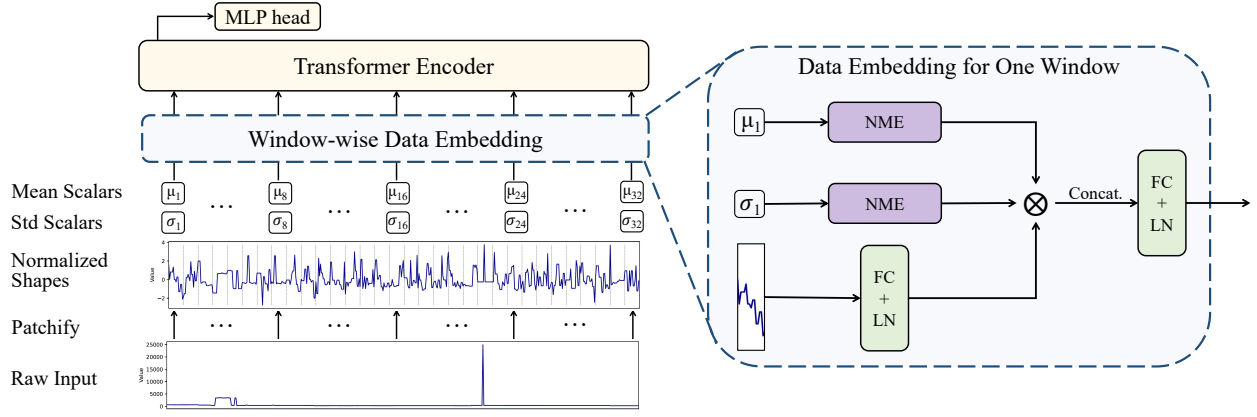 MLP head
Transformer Encoder
Window-wise Data Embedding
Mean Scalars
μ1 ... μ8 ... μ16 ... μ24 ... μ32
Std Scalars
σ1 σ8 σ16 σ24 σ32
Normalized
Shapes
Value
4
2
0
−2
Patchify
... ... ... ...
Raw Input
Value
25000
20000
15000
10000
5000
0
Data Embedding for One Window
μ1
NME
σ1
NME
Concat.
FC
+
LN
FC
+
LN